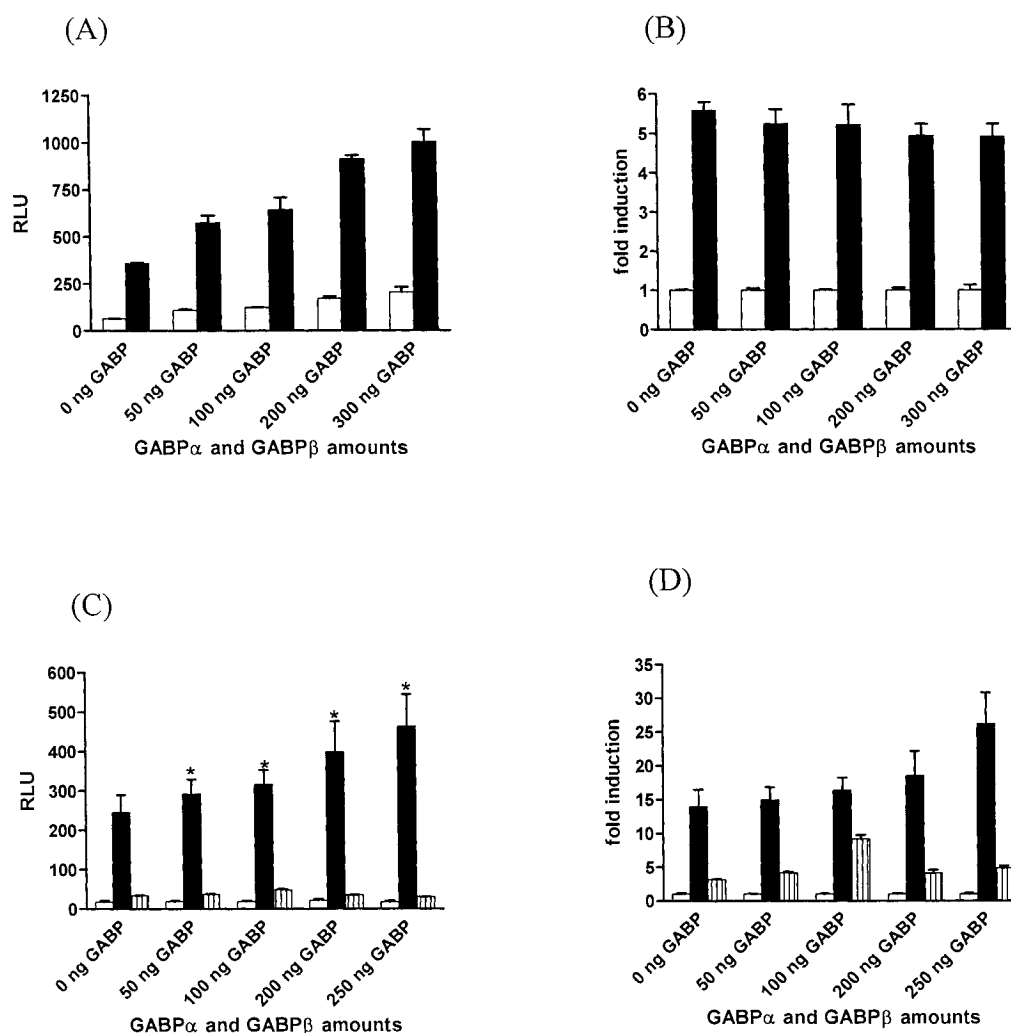 (A)
1250
1000
750
500
250
0
RLU
0 ng GABP
50 ng GABP
100 ng GABP
200 ng GABP
300 ng GABP
GABPα and GABPβ amounts
(B)
6
5
4
3
2
1
0
fold induction
0 ng GABP
50 ng GABP
100 ng GABP
200 ng GABP
300 ng GABP
GABPα and GABPβ amounts
(C)
600
500
400
300
200
100
0
RLU
*
*
*
*
0 ng GABP
50 ng GABP
100 ng GABP
200 ng GABP
250 ng GABP
GABPα and GABPβ amounts
(D)
35
30
25
20
15
10
5
0
fold induction
0 ng GABP
50 ng GABP
100 ng GABP
200 ng GABP
250 ng GABP
GABPα and GABPβ amounts